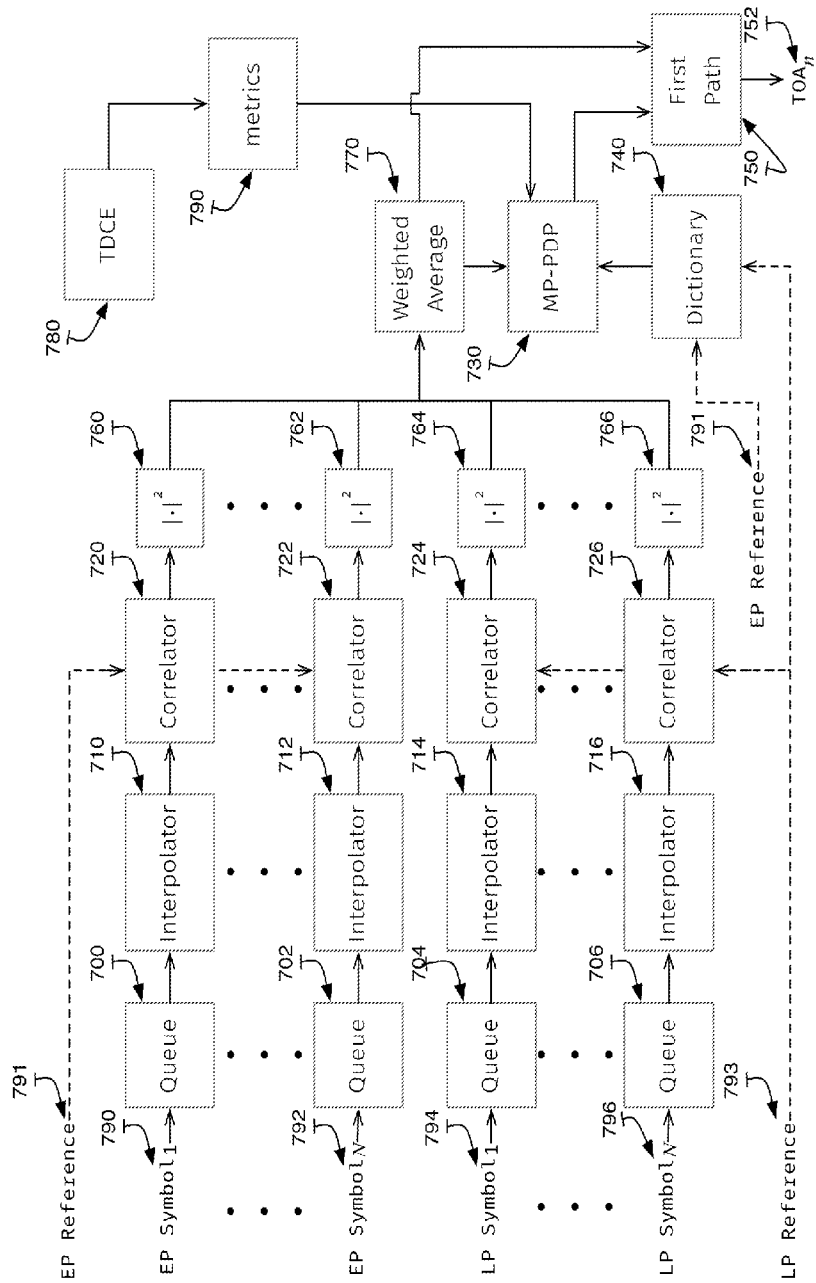 EP Reference
791
790
EP Symbol1
700
Queue
710
Interpolator
720
Correlator
760
|·|²
780
TDCE
790
metrics
792
EP SymbolN
702
Queue
712
Interpolator
722
Correlator
762
|·|²
770
Weighted
Average
794
LP Symbol1
704
Queue
714
Interpolator
724
Correlator
764
|·|²
730
MP-PDP
796
LP SymbolN
706
Queue
716
Interpolator
726
Correlator
766
|·|²
740
Dictionary
750
First
Path
752
TOAn
EP Reference
791
LP Reference
793